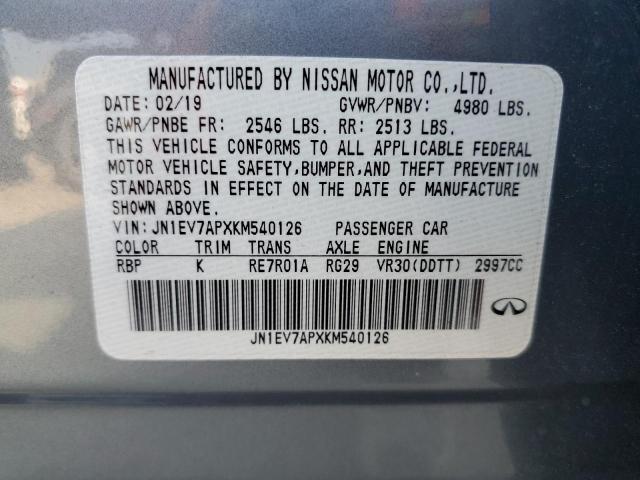 MANUFACTURED BY NISSAN MOTOR CO.,LTD.
DATE: 02/19 GVWR/PNBV: 4980 LBS.
GAWR/PNBE FR: 2546 LBS. RR: 2513 LBS.
THIS VEHICLE CONFORMS TO ALL APPLICABLE FEDERAL
MOTOR VEHICLE SAFETY,BUMPER,AND THEFT PREVENTION
STANDARDS IN EFFECT ON THE DATE OF MANUFACTURE
SHOWN ABOVE.
VIN: JN1EV7APXKM540126 PASSENGER CAR
COLOR TRIM TRANS AXLE ENGINE
RBP K RE7R01A RG29 VR30(DDTT) 2997CC
JN1EV7APXKM540126